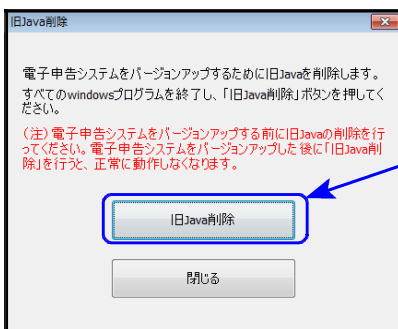 旧Java削除
電子申告システムをバージョンアップするために旧Javaを削除します。
すべてのwindowsプログラムを終了し、「旧Java削除」ボタンを押してく
ださい。
(注)電子申告システムをバージョンアップする前に旧Javaの削除を行
ってください。電子申告システムをバージョンアップした後に「旧Java削
除」を行うと、正常に動作しなくなります。
旧Java削除
閉じる